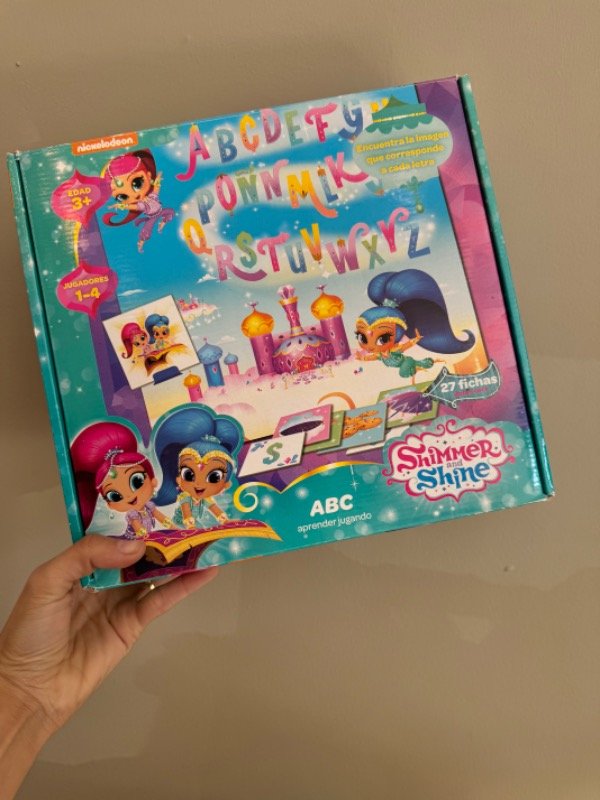 nickelodeon
EDAD
3+
JUGADORES
1-4
ABCDEFG
POÑNMLK
QRSTUVWXYZ
Encuentra la imagen
que corresponde
a cada letra
27 fichas
S
SHIMMER
and
Shine
ABC
aprender jugando